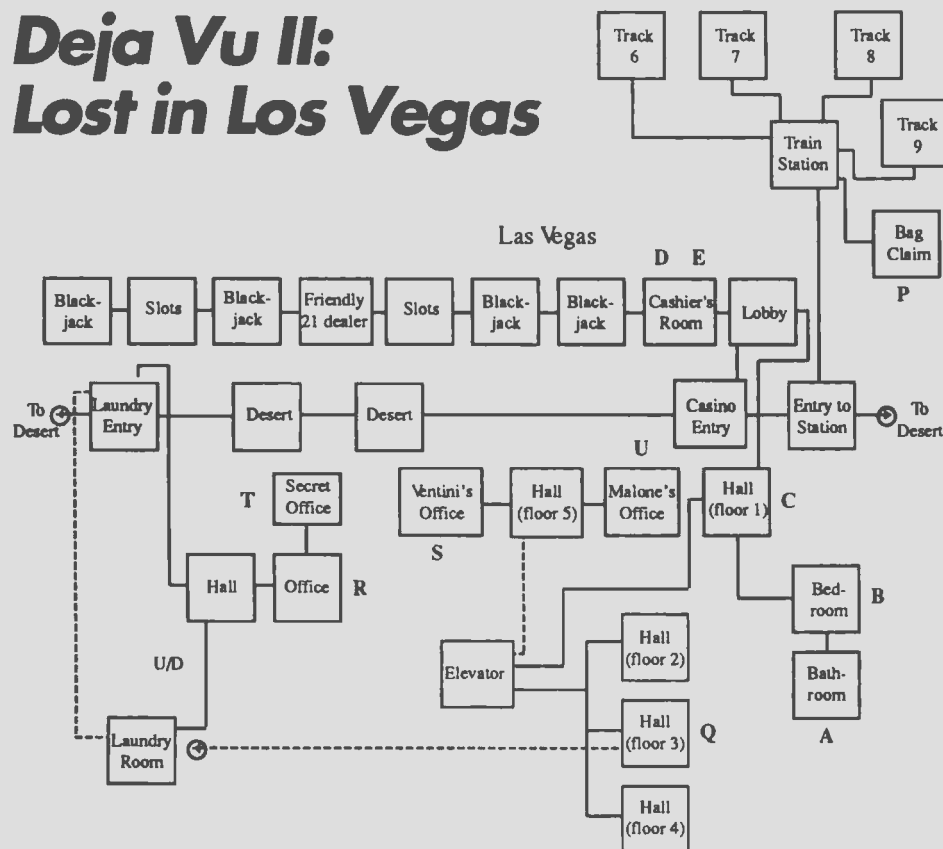 Deja Vu II:
Lost in Los Vegas
Track
6
Track
7
Track
8
Track
9
Train
Station
Bag
Claim
P
Las Vegas
D E
Black-
jack
Slots
Black-
jack
Friendly
21 dealer
Slots
Black-
jack
Black-
jack
Cashier's
Room
Lobby
To
Desert
Laundry
Entry
Desert
Desert
Casino
Entry
Entry to
Station
To
Desert
U
T
Secret
Office
Ventini's
Office
Hall
(floor 5)
Malone's
Office
Hall
(floor 1)
C
S
Hall
Office
R
Bed-
room
B
U/D
Elevator
Hall
(floor 2)
Bath-
room
A
Laundry
Room
Hall
(floor 3)
Q
Hall
(floor 4)